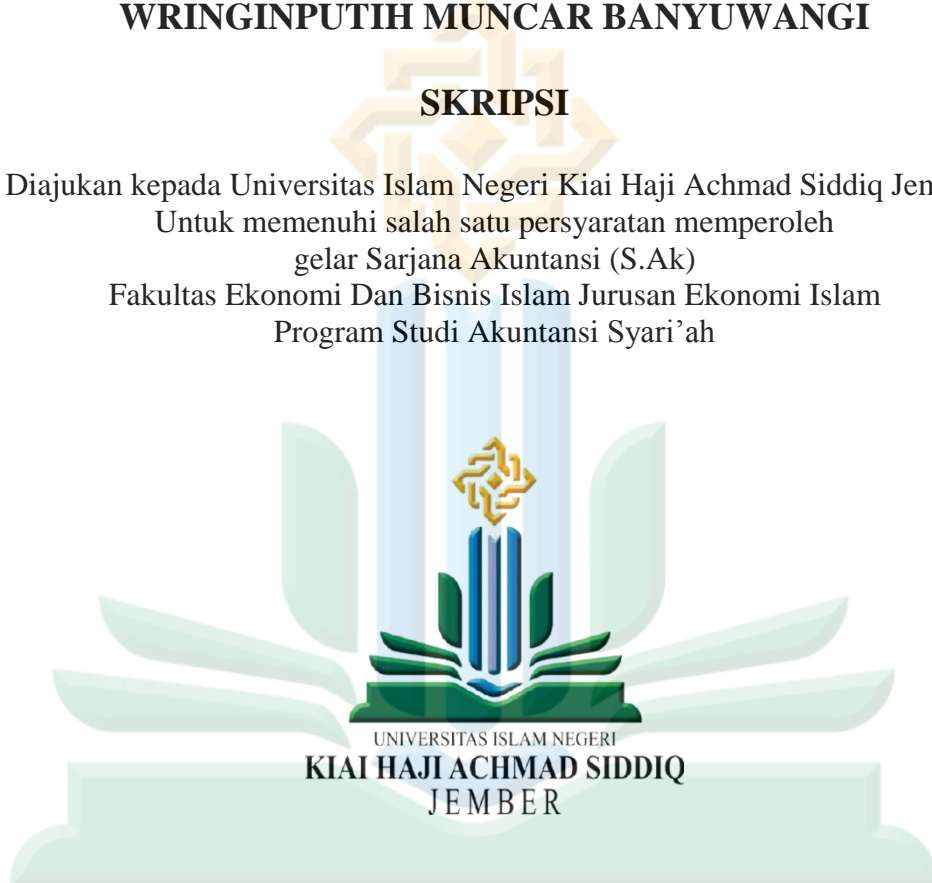 WRINGINPUTIH MUNCAR BANYUWANGI
SKRIPSI
Diajukan kepada Universitas Islam Negeri Kiai Haji Achmad Siddiq
Untuk memenuhi salah satu persyaratan memperoleh
gelar Sarjana Akuntansi (S.Ak)
Fakultas Ekonomi Dan Bisnis Islam Jurusan Ekonomi Islam
Program Studi Akuntansi Syari’ah
UNIVERSITAS ISLAM NEGERI
KIAI HAJI ACHMAD SIDDIQ
JEMBER